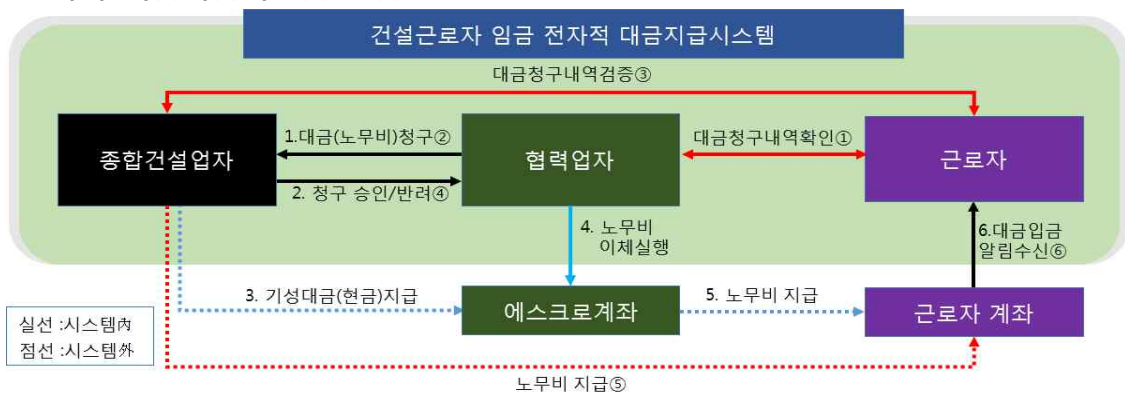 건설근로자 임금 전자적 대금지급시스템
대금청구내역검증③
종합건설업자
1.대금(노무비)청구②
2. 청구 승인/반려④
협력업자
대금청구내역확인①
근로자
4. 노무비
이체실행
6.대금입금
알림수신⑥
3. 기성대금(현금)지급
에스크로계좌
5. 노무비 지급
근로자 계좌
실선 :시스템內
점선 :시스템外
노무비 지급⑤